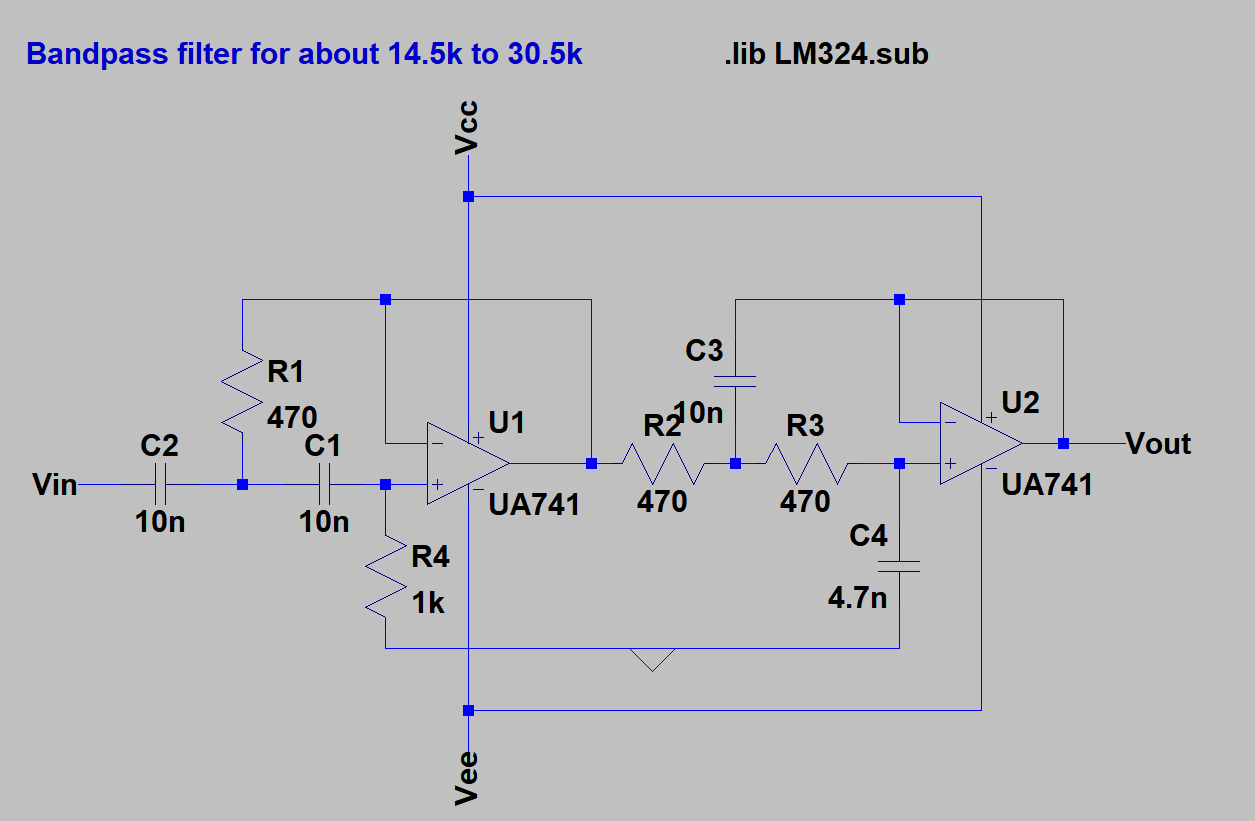 Bandpass filter for about 14.5k to 30.5k
.lib LM324.sub
Vcc
R1
470
C3
10n
C2
10n
C1
10n
Vin
U1
UA741
R2
470
R3
470
U2
UA741
Vout
R4
1k
C4
4.7n
Vee